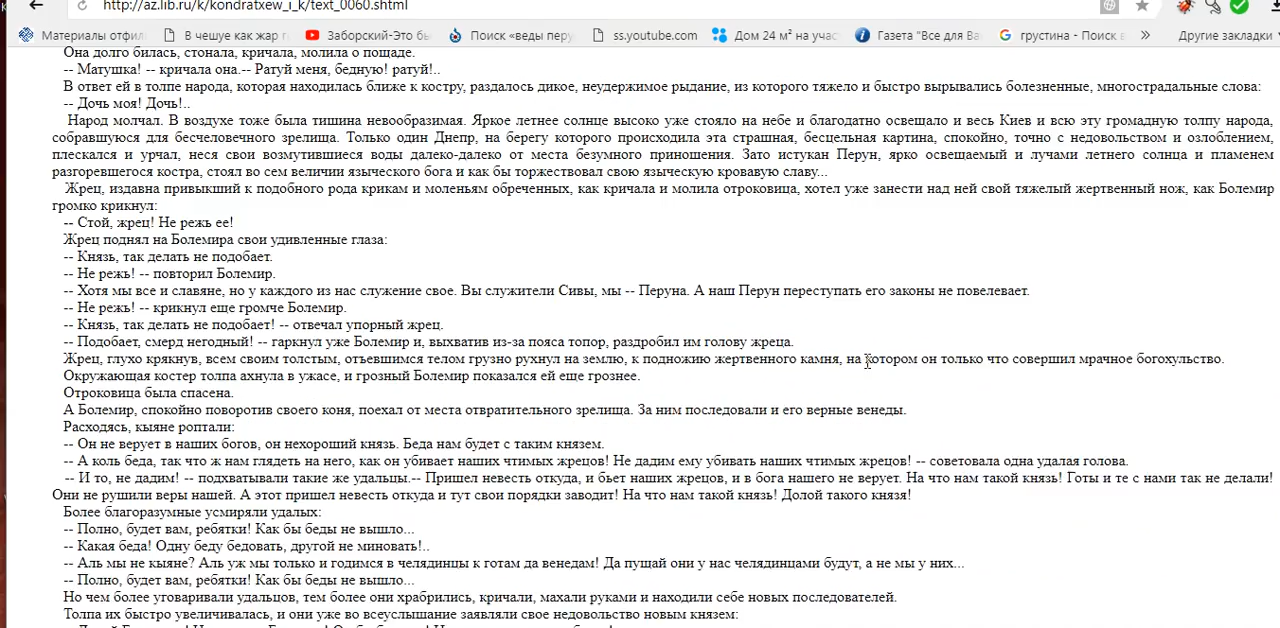 http://az.lib.ru/k/kondratxew_i_k/text_0060.shtml
Материалы офил В чешуе как жар г Заборский-Это бы Поиск «веды перу ss.youtube.com Дом 24 м² на учас Газета "Все для Ва грустина - Поиск Другие закладки
Она долго билась, стонала, кричала, молила о пощаде.
-- Матушка! -- кричала она.-- Ратуй меня, бедную! ратуй!..
В ответ ей в толпе народа, которая находилась ближе к костру, раздалось дикое, неудержимое рыдание, из которого тяжело и быстро вырывались болезненные, многострадальные слова:
-- Дочь моя! Дочь!..
Народ молчал. В воздухе тоже была тишина невообразимая. Яркое летнее солнце высоко уже стояло на небе и благодатно освещало и весь Киев и всю эту громадную толпу народа,
собравшуюся для бесчеловечного зрелища. Только один Днепр, на берегу которого происходила эта страшная, бесцельная картина, спокойно, точно с недовольством и озлоблением,
плескался и урчал, неся свои возмутившиеся воды далеко-далеко от места безумного приношения. Зато истукан Перун, ярко освещаемый и лучами летнего солнца и пламенем
разгоревшегося костра, стоял во сем величии языческого бога и как бы торжествовал свою языческую кровавую славу...
Жрец, издавна привыкший к подобного рода крикам и моленьям обреченных, как кричала и молила отроковица, хотел уже занести над ней свой тяжелый жертвенный нож, как Болемир
громко крикнул:
-- Стой, жрец! Не режь ее!
Жрец поднял на Болемира свои удивленные глаза:
-- Князь, так делать не подобает.
-- Не режь! -- повторил Болемир.
-- Хотя мы все и славяне, но у каждого из нас служение свое. Вы служители Сивы, мы -- Перуна. А наш Перун переступать его законы не повелевает.
-- Не режь! -- крикнул еще громче Болемир.
-- Князь, так делать не подобает! -- отвечал упорный жрец.
-- Подобает, смерд негодный! -- гаркнул уже Болемир и, выхватив из-за пояса топор, раздробил им голову жреца.
Жрец, глухо крякнув, всем своим толстым, отъевшимся телом грузно рухнул на землю, к подножию жертвенного камня, на котором он только что совершил мрачное богохульство.
Окружающая костер толпа ахнула в ужасе, и грозный Болемир показался ей еще грознее.
Отроковица была спасена.
А Болемир, спокойно поворотив своего коня, поехал от места отвратительного зрелища. За ним последовали и его верные венеды.
Расходясь, кыяне роптали:
-- Он не верует в наших богов, он нехороший князь. Беда нам будет с таким князем.
-- А коль беда, так что ж нам глядеть на него, как он убивает наших чтимых жрецов! Не дадим ему убивать наших чтимых жрецов! -- советовала одна удалая голова.
-- И то, не дадим! -- подхватывали такие же удальцы.-- Пришел невесть откуда, и бьет наших жрецов, и в бога нашего не верует. На что нам такой князь! Готы и те с нами так не делали!
Они не рушили веры нашей. А этот пришел невесть откуда и тут свои порядки заводит! На что нам такой князь! Долой такого князя!
Более благоразумные усмиряли удалых:
-- Полно, будет вам, ребятки! Как бы беды не вышло...
-- Какая беда! Одну беду бедовать, другой не миновать!..
-- Аль мы не кыяне? Аль уж мы только и годимся в челядинцы к готам да венедам! Да пущай они у нас челядинцами будут, а не мы у них...
-- Полно, будет вам, ребятки! Как бы беды не вышло...
Но чем более уговаривали удальцов, тем более они храбрились, кричали, махали руками и находили себе новых последователей.
Толпа их быстро увеличивалась, и они уже во всеуслышание заявляли свое недовольство новым князем: